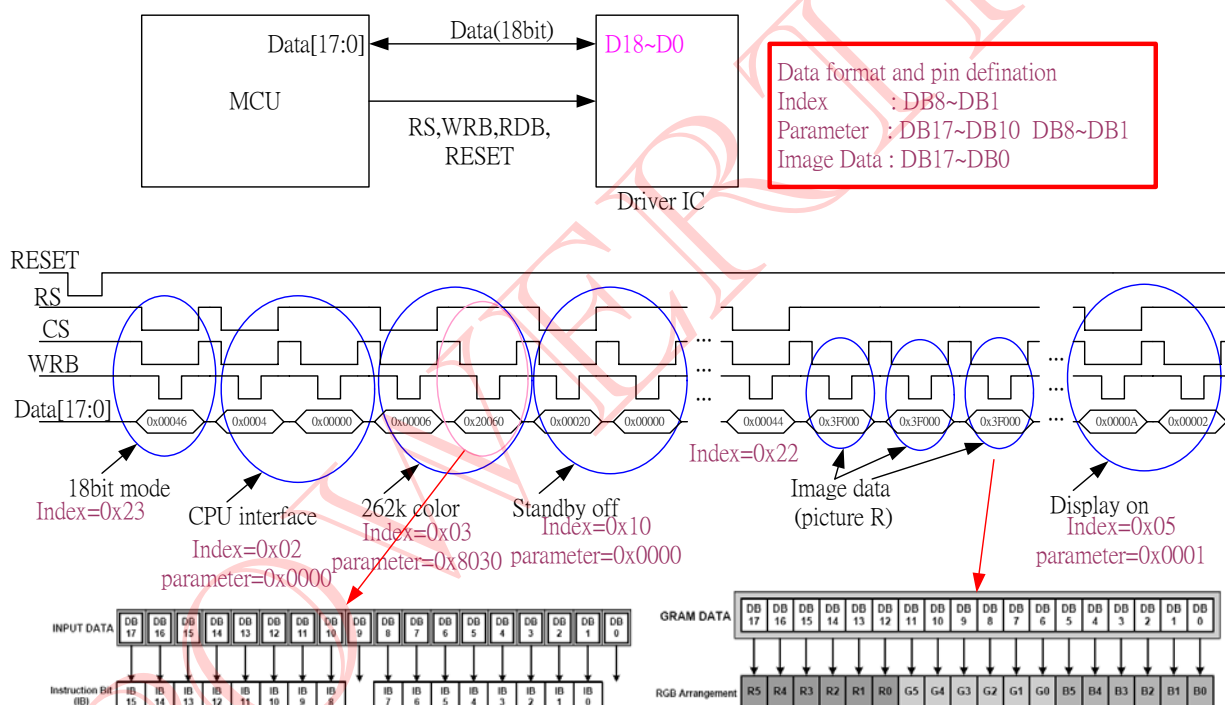 Data[17:0]
Data(18bit)
D18~D0
MCU
RS,WRB,RDB,
RESET
Driver IC
Data format and pin defination
Index : DB8~DB1
Parameter : DB17~DB10 DB8~DB1
Image Data : DB17~DB0
RESET
RS
CS
WRB
Data[17:0]
... ...
... ...
... ...
0x00046 0x0004 0x00000 0x00006 0x20060 0x00020 0x00000 0x00044 0x3F000 0x3F000 0x3F000 0x0000A 0x00002
18bit mode
Index=0x23
CPU interface
Index=0x02
parameter=0x0000
262k color
Index=0x03
parameter=0x8030
Standby off
Index=0x10
parameter=0x0000
Index=0x22
Image data
(picture R)
Display on
Index=0x05
parameter=0x0001
INPUT DATA DB 17 DB 16 DB 15 DB 14 DB 13 DB 12 DB 11 DB 10 DB 9 DB 8 DB 7 DB 6 DB 5 DB 4 DB 3 DB 2 DB 1 DB 0
Instruction Bit (IB) IB 15 IB 14 IB 13 IB 12 IB 11 IB 10 IB 9 IB 8 IB 7 IB 6 IB 5 IB 4 IB 3 IB 2 IB 1 IB 0
GRAM DATA DB 17 DB 16 DB 15 DB 14 DB 13 DB 12 DB 11 DB 10 DB 9 DB 8 DB 7 DB 6 DB 5 DB 4 DB 3 DB 2 DB 1 DB 0
RGB Arrangement R5 R4 R3 R2 R1 R0 G5 G4 G3 G2 G1 G0 B5 B4 B3 B2 B1 B0